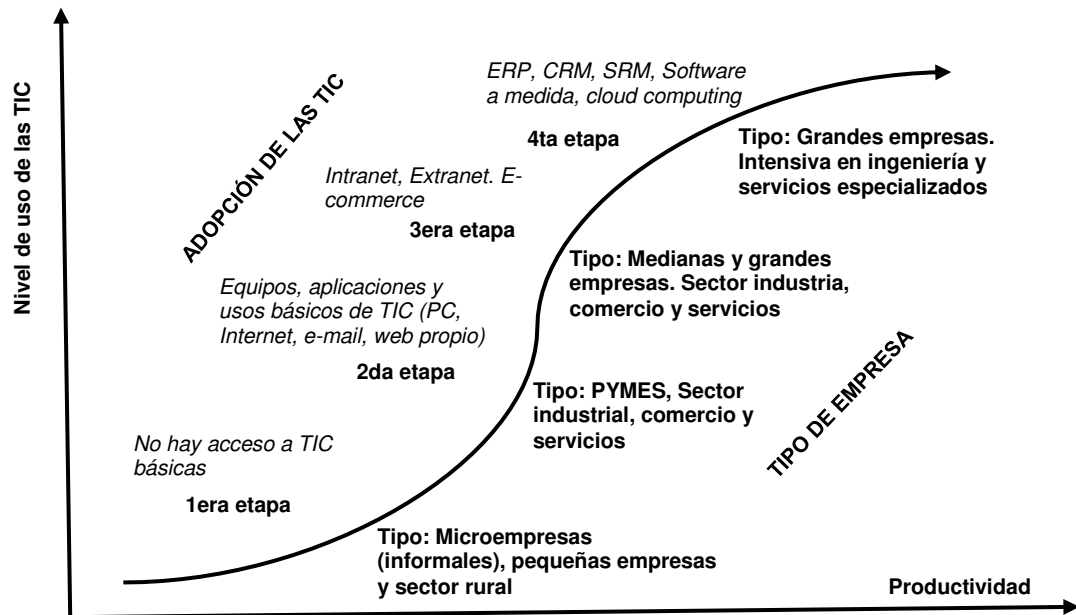 Nivel de uso de las TIC
ADOPCIÓN DE LAS TIC
ERP, CRM, SRM, Software
a medida, cloud computing
4ta etapa
Tipo: Grandes empresas.
Intensiva en ingeniería y
servicios especializados
Intranet, Extranet. E-
commerce
3era etapa
Tipo: Medianas y grandes
empresas. Sector industria,
comercio y servicios
Equipos, aplicaciones y
usos básicos de TIC (PC,
Internet, e-mail, web propio)
2da etapa
Tipo: PYMES, Sector
industrial, comercio y
servicios
TIPO DE EMPRESA
No hay acceso a TIC
básicas
1era etapa
Tipo: Microempresas
(informales), pequeñas empresas
y sector rural
Productividad